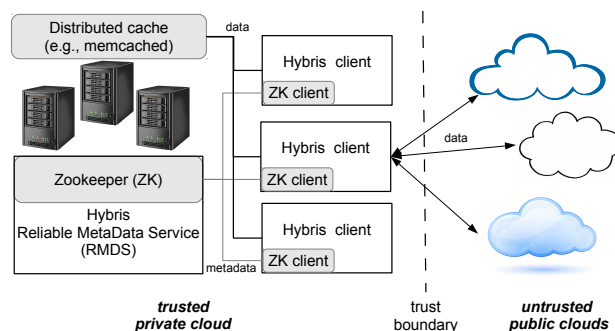 Distributed cache
(e.g., memcached)
data
Hybris client
ZK client
Hybris client
data
Zookeeper (ZK)
ZK client
Hybris
Reliable MetaData Service
(RMDS)
Hybris client
metadata
ZK client
trusted
private cloud
trust
boundary
untrusted
public clouds